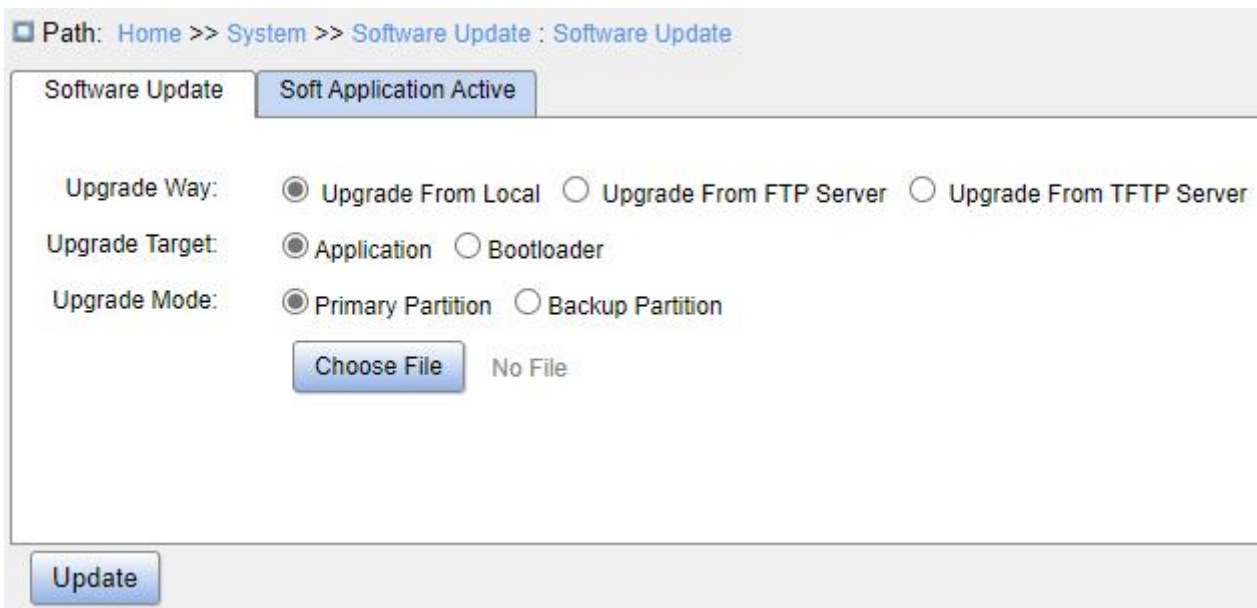 Path: Home >> System >> Software Update : Software Update
Software Update Soft Application Active
Upgrade Way: Upgrade From Local Upgrade From FTP Server Upgrade From TFTP Server
Upgrade Target: Application Bootloader
Upgrade Mode: Primary Partition Backup Partition
Choose File No File
Update